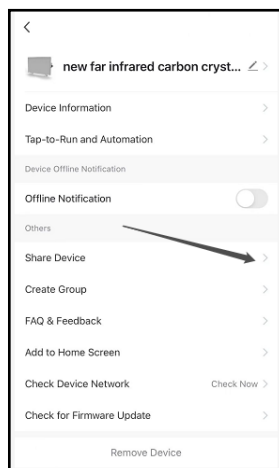 new far infrared carbon cryst...
Device Information
Tap-to-Run and Automation
Device Offline Notification
Offline Notification
Others
Share Device
Create Group
FAQ & Feedback
Add to Home Screen
Check Device Network Check Now
Check for Firmware Update
Remove Device